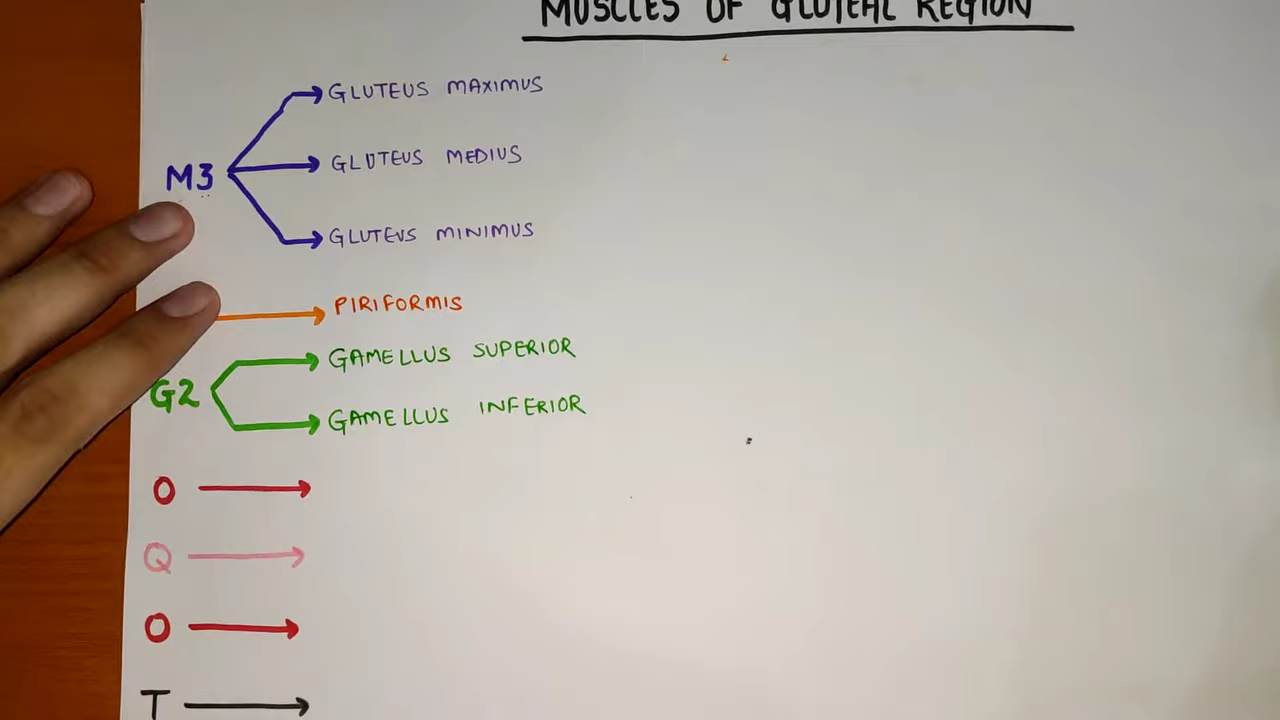 MUSCLES OF GLUTEAL REGION
GLUTEUS MAXIMUS
M3 GLUTEUS MEDIUS
GLUTEUS MINIMUS
PIRIFORMIS
GAMELLUS SUPERIOR
G2
GAMELLUS INFERIOR
O
Q
O
T